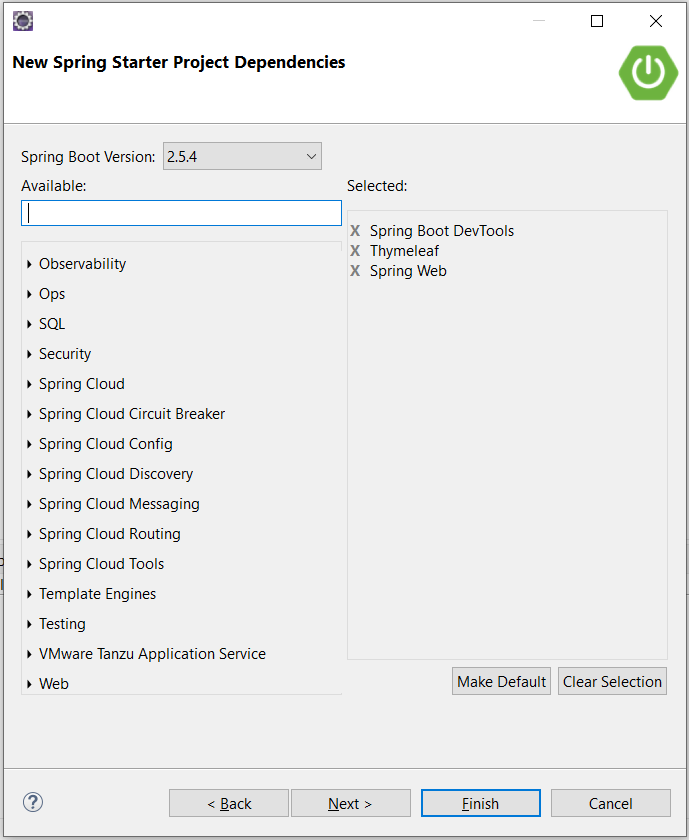 New Spring Starter Project Dependencies
Spring Boot Version: 2.5.4
Available:
Selected:
X Spring Boot DevTools
X Thymeleaf
X Spring Web
Observability
Ops
SQL
Security
Spring Cloud
Spring Cloud Circuit Breaker
Spring Cloud Config
Spring Cloud Discovery
Spring Cloud Messaging
Spring Cloud Routing
Spring Cloud Tools
Template Engines
Testing
VMware Tanzu Application Service
Web
Make Default Clear Selection
? < Back Next > Finish Cancel